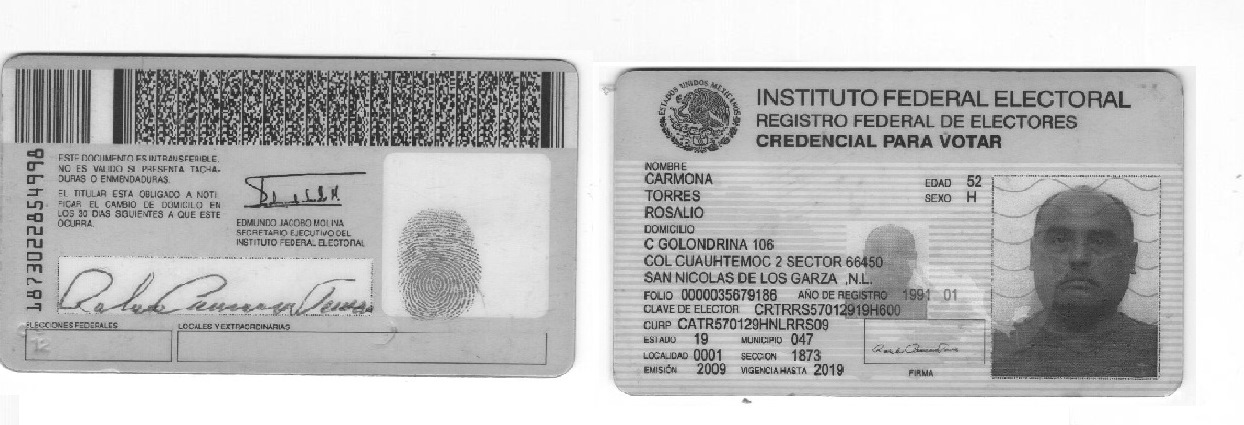 ESTE DOCUMENTO ES INTRANSFERIBLE.
NO ES VALIDO SI PRESENTA TACHA-
DURAS O ENMENDADURAS.
EL TITULAR ESTA OBLIGADO A NOTI-
FICAR EL CAMBIO DE DOMICILIO EN
LOS 30 DIAS SIGUIENTES A QUE ESTE
OCURRA.
EDMUNDO JACOBO MOLINA
SECRETARIO EJECUTIVO DEL
INSTITUTO FEDERAL ELECTORAL
ELECCIONES FEDERALES
LOCALES Y EXTRAORDINARIAS
12
ESTADOS UNIDOS MEXICANOS
INSTITUTO FEDERAL ELECTORAL
REGISTRO FEDERAL DE ELECTORES
CREDENCIAL PARA VOTAR
NOMBRE
CARMONA
TORRES
ROSALIO
EDAD 52
SEXO H
DOMICILIO
C GOLONDRINA 106
COL CUAUHTEMOC 2 SECTOR 66450
SAN NICOLAS DE LOS GARZA ,N.L.
FOLIO 0000035679186 AÑO DE REGISTRO 1991 01
CLAVE DE ELECTOR CRTRRS57012919H600
CURP CATR570129HNLRRS09
ESTADO 19 MUNICIPIO 047
LOCALIDAD 0001 SECCION 1873
EMISIÓN 2009 VIGENCIA HASTA 2019
FIRMA